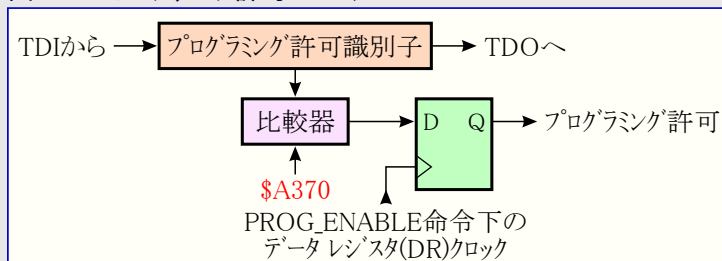 TDIから
プログラミング許可識別子
TDOへ
比較器
D
Q
プログラミング許可
$A370
PROG_ENABLE命令下の
データ レジスタ(DR)クロック